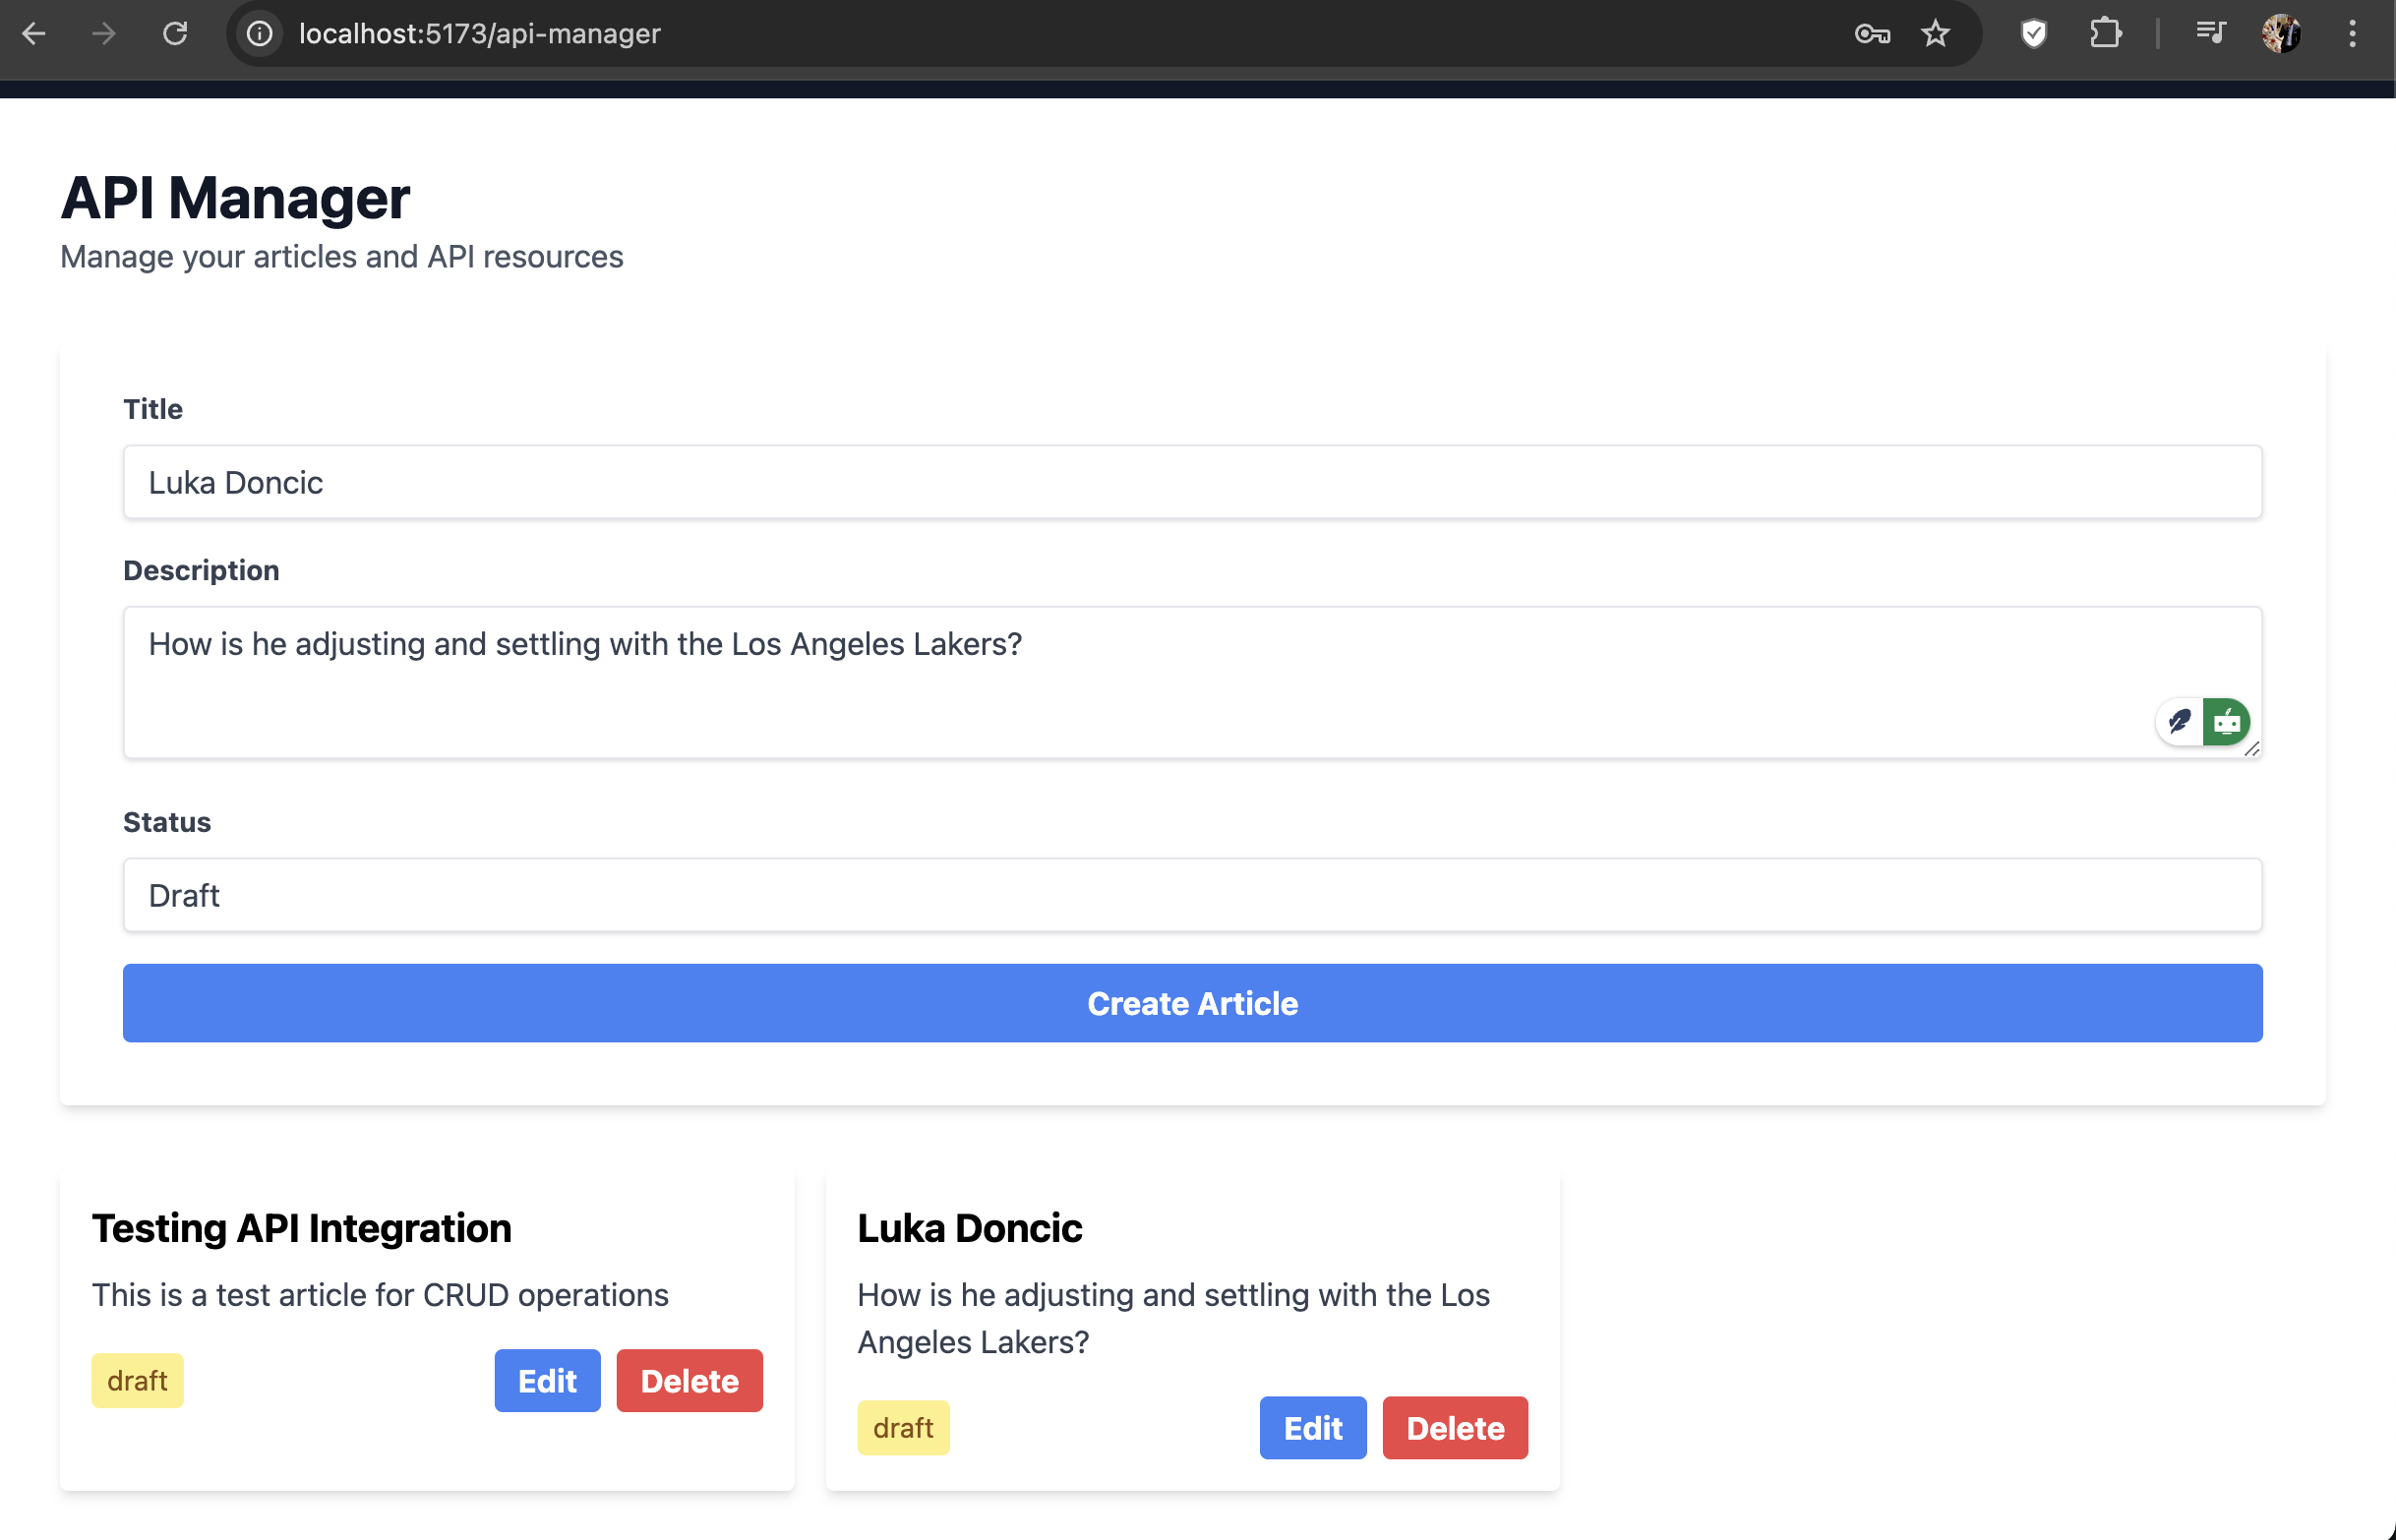 localhost:5173/api-manager
API Manager
Manage your articles and API resources
Title
Luka Doncic
Description
How is he adjusting and settling with the Los Angeles Lakers?
Status
Draft
Create Article
Testing API Integration
This is a test article for CRUD operations
draft
Edit
Delete
Luka Doncic
How is he adjusting and settling with the Los
Angeles Lakers?
draft
Edit
Delete